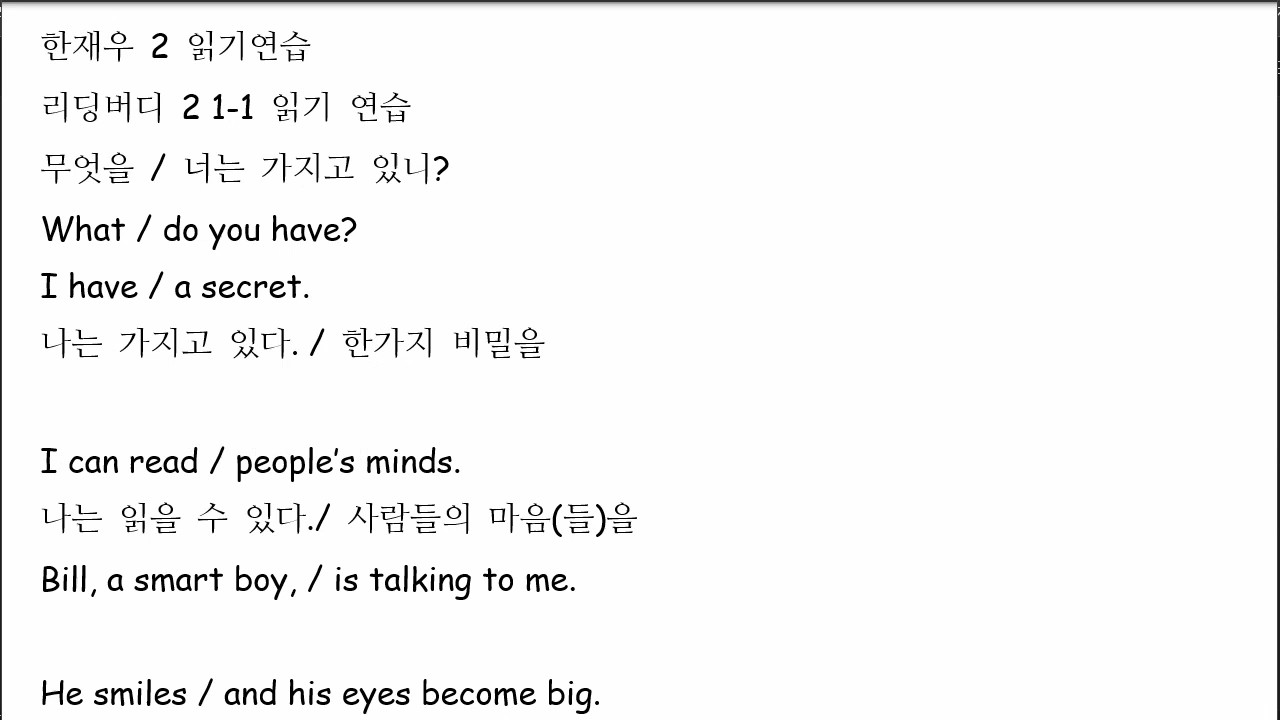 한재우 2 읽기연습
리딩버디 2 1-1 읽기 연습
무엇을 / 너는 가지고 있니?
What / do you have?
I have / a secret.
나는 가지고 있다. / 한가지 비밀을
I can read / people’s minds.
나는 읽을 수 있다./ 사람들의 마음(들)을
Bill, a smart boy, / is talking to me.
He smiles / and his eyes become big.